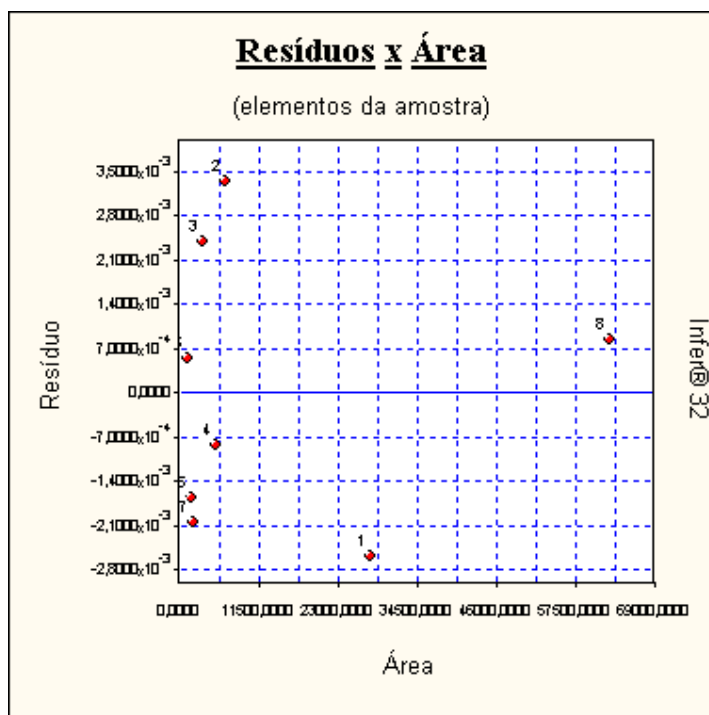 Resíduos x Área
(elementos da amostra)
3,5000x10^-3
2,8000x10^-3
2,1000x10^-3
1,4000x10^-3
7,0000x10^-4
0,0000
-7,0000x10^-4
-1,4000x10^-3
-2,1000x10^-3
-2,8000x10^-3
Resíduo
2
3
8
4
7
1
0,0000 11500,0000 23000,0000 34500,0000 46000,0000 57500,0000 69000,0000
Área
Infer® 32